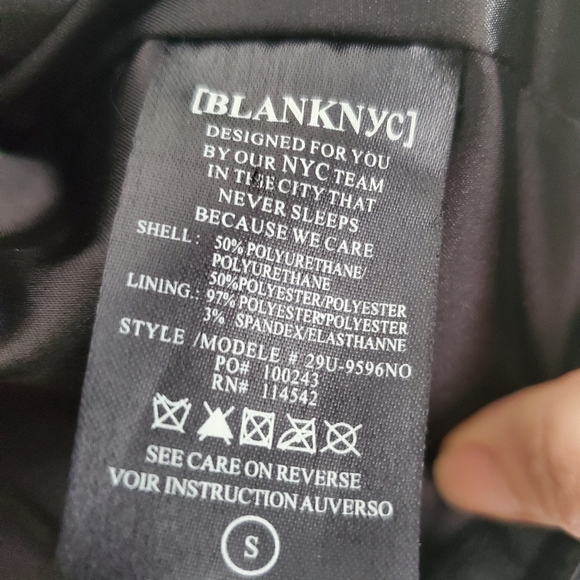 [BLANKNYC]
DESIGNED FOR YOU
BY OUR NYC TEAM
IN THE CITY THAT
NEVER SLEEPS
BECAUSE WE CARE
SHELL: 50% POLYURETHANE/
POLYURETHANE
50% POLYESTER/POLYESTER
LINING.: 97% POLYESTER/POLYESTER
3% SPANDEX/ELASTHANNE
STYLE /MODELE # 29U-9596NO
PO# 100243
RN# 114542
SEE CARE ON REVERSE
VOIR INSTRUCTION AUVERSO
S